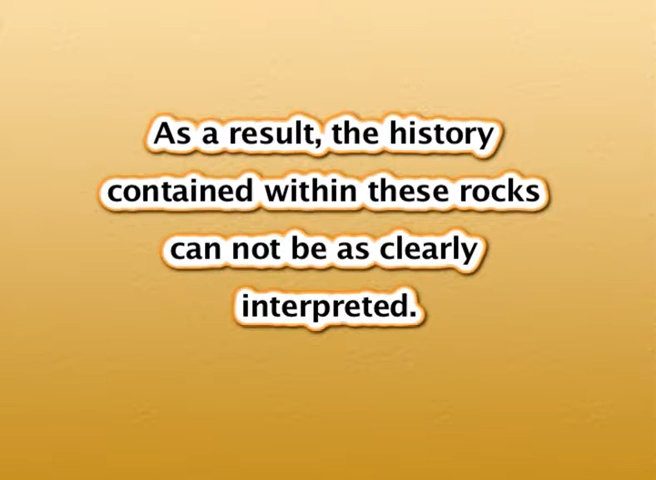 As a result, the history
contained within these rocks
can not be as clearly
interpreted.